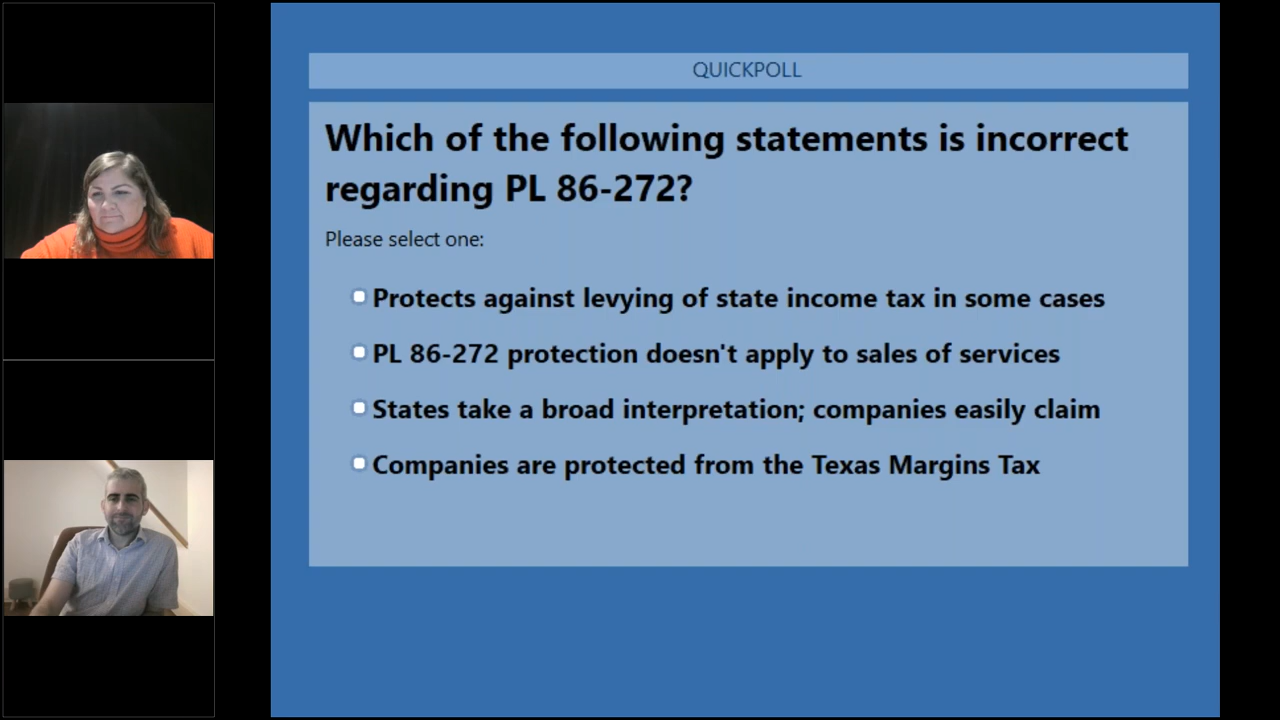 QUICKPOLL
Which of the following statements is incorrect
regarding PL 86-272?
Please select one:
Protects against levying of state income tax in some cases
PL 86-272 protection doesn't apply to sales of services
States take a broad interpretation; companies easily claim
Companies are protected from the Texas Margins Tax